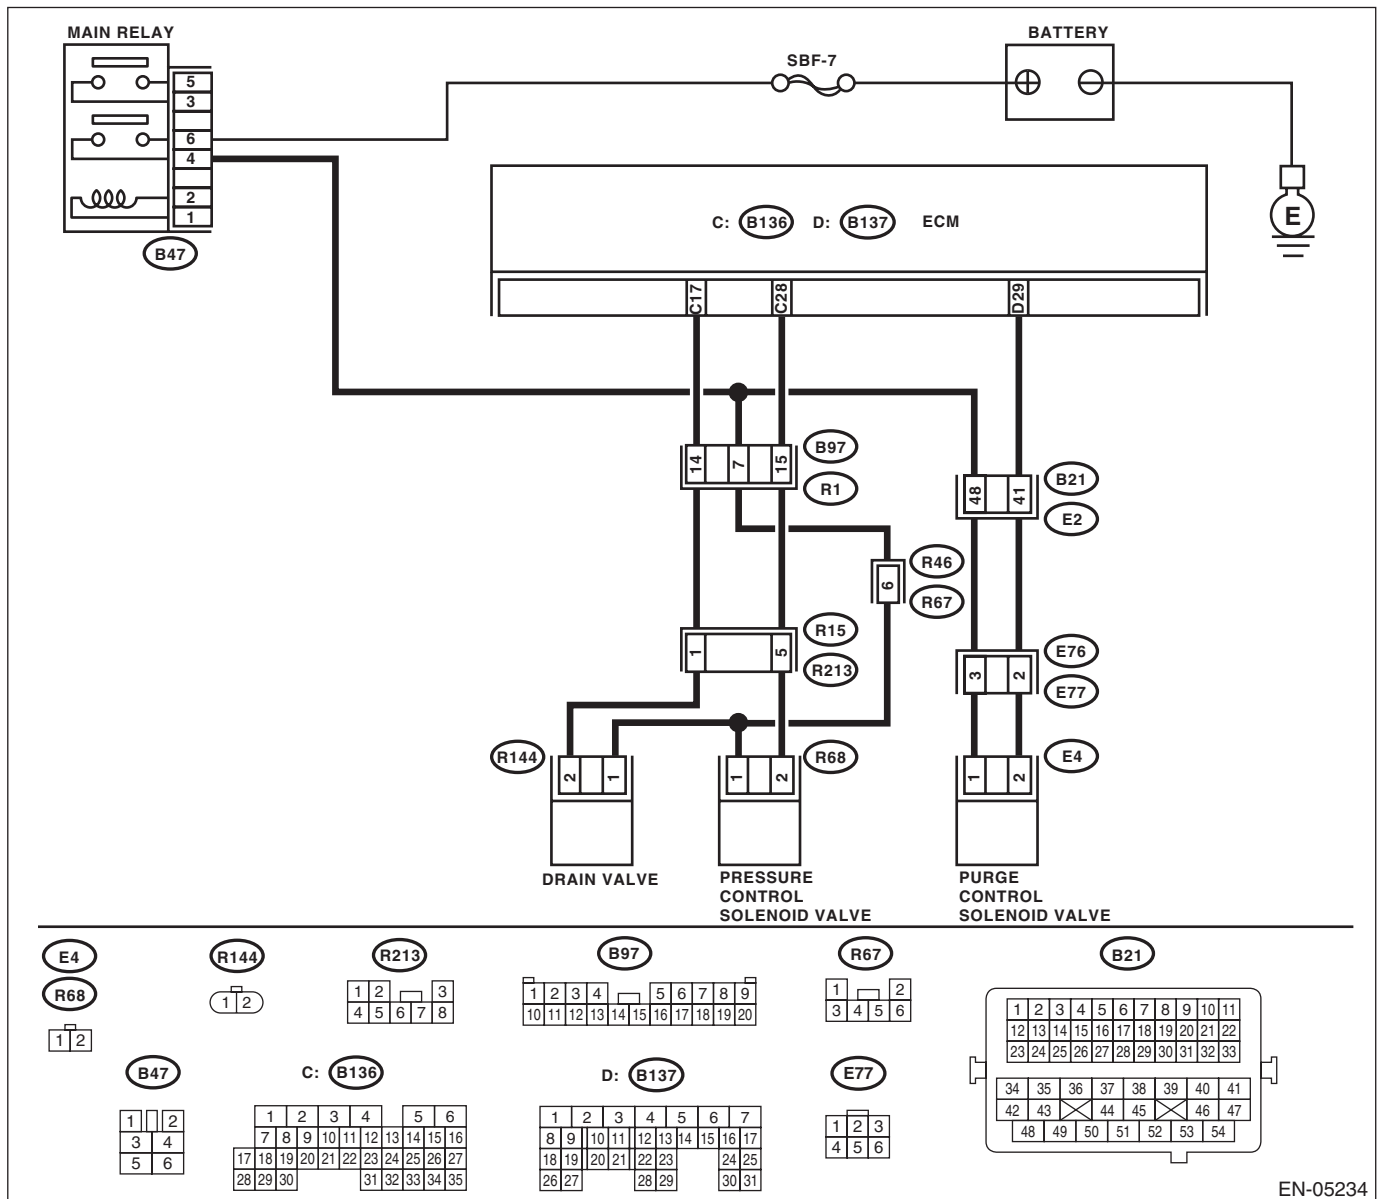 MAIN RELAY
BATTERY
SBF-7
5
3
6
4
2
1
B47
E
C: B136 D: B137 ECM
C17 C28 D29
14 7 15
B97
R1
48 41
B21
E2
6
R46
R67
1 5
R15
R213
3 2
E76
E77
R144
2 1
1 2
R68
1 2
E4
DRAIN VALVE
PRESSURE
CONTROL
SOLENOID VALVE
PURGE
CONTROL
SOLENOID VALVE
E4
R68
1 2
R144
1 2
R213
1 2 3
4 5 6 7 8
B97
1 2 3 4 5 6 7 8 9
10 11 12 13 14 15 16 17 18 19 20
R67
1 2
3 4 5 6
B21
1 2 3 4 5 6 7 8 9 10 11
12 13 14 15 16 17 18 19 20 21 22
23 24 25 26 27 28 29 30 31 32 33
34 35 36 37 38 39 40 41
42 43 44 45 46 47
48 49 50 51 52 53 54
B47
1 2
3 4
5 6
C: B136
1 2 3 4 5 6
7 8 9 10 11 12 13 14 15 16
17 18 19 20 21 22 23 24 25 26 27
28 29 30 31 32 33 34 35
D: B137
1 2 3 4 5 6 7
8 9 10 11 12 13 14 15 16 17
18 19 20 21 22 23 24 25
26 27 28 29 30 31
E77
1 2 3
4 5 6
EN-05234